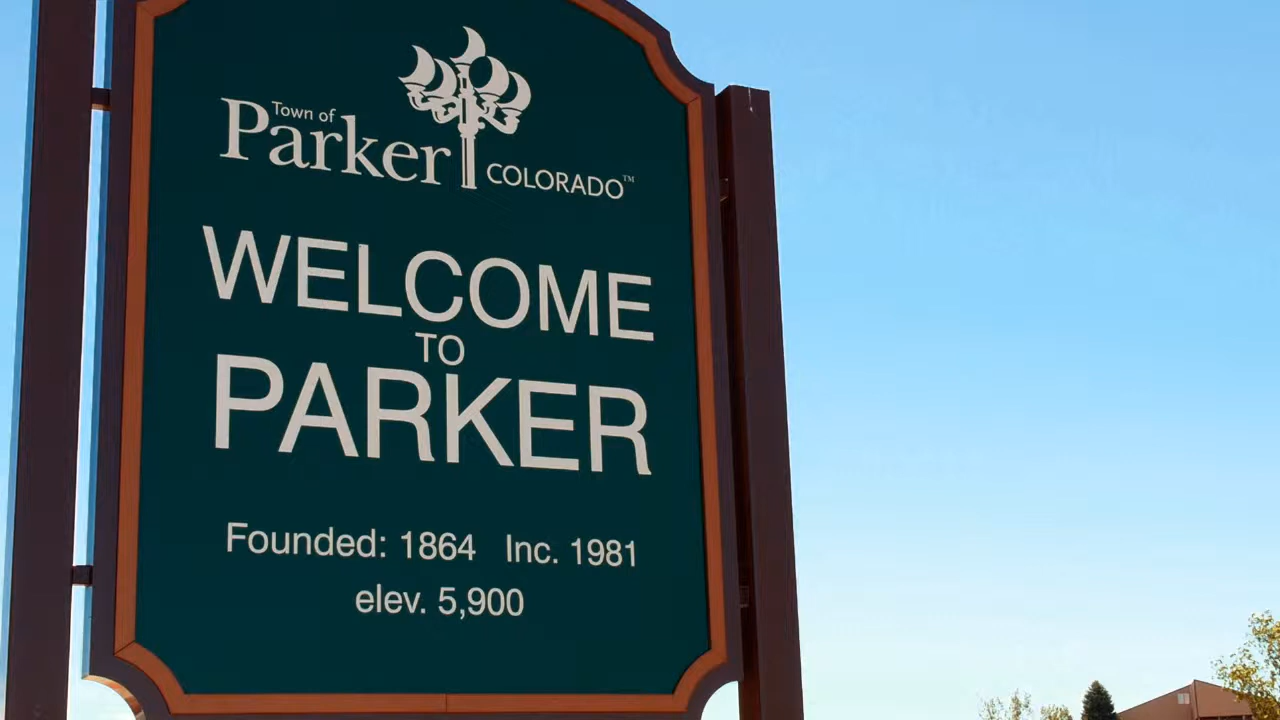 Town of
Parker COLORADO™
WELCOME
TO
PARKER
Founded: 1864 Inc. 1981
elev. 5,900